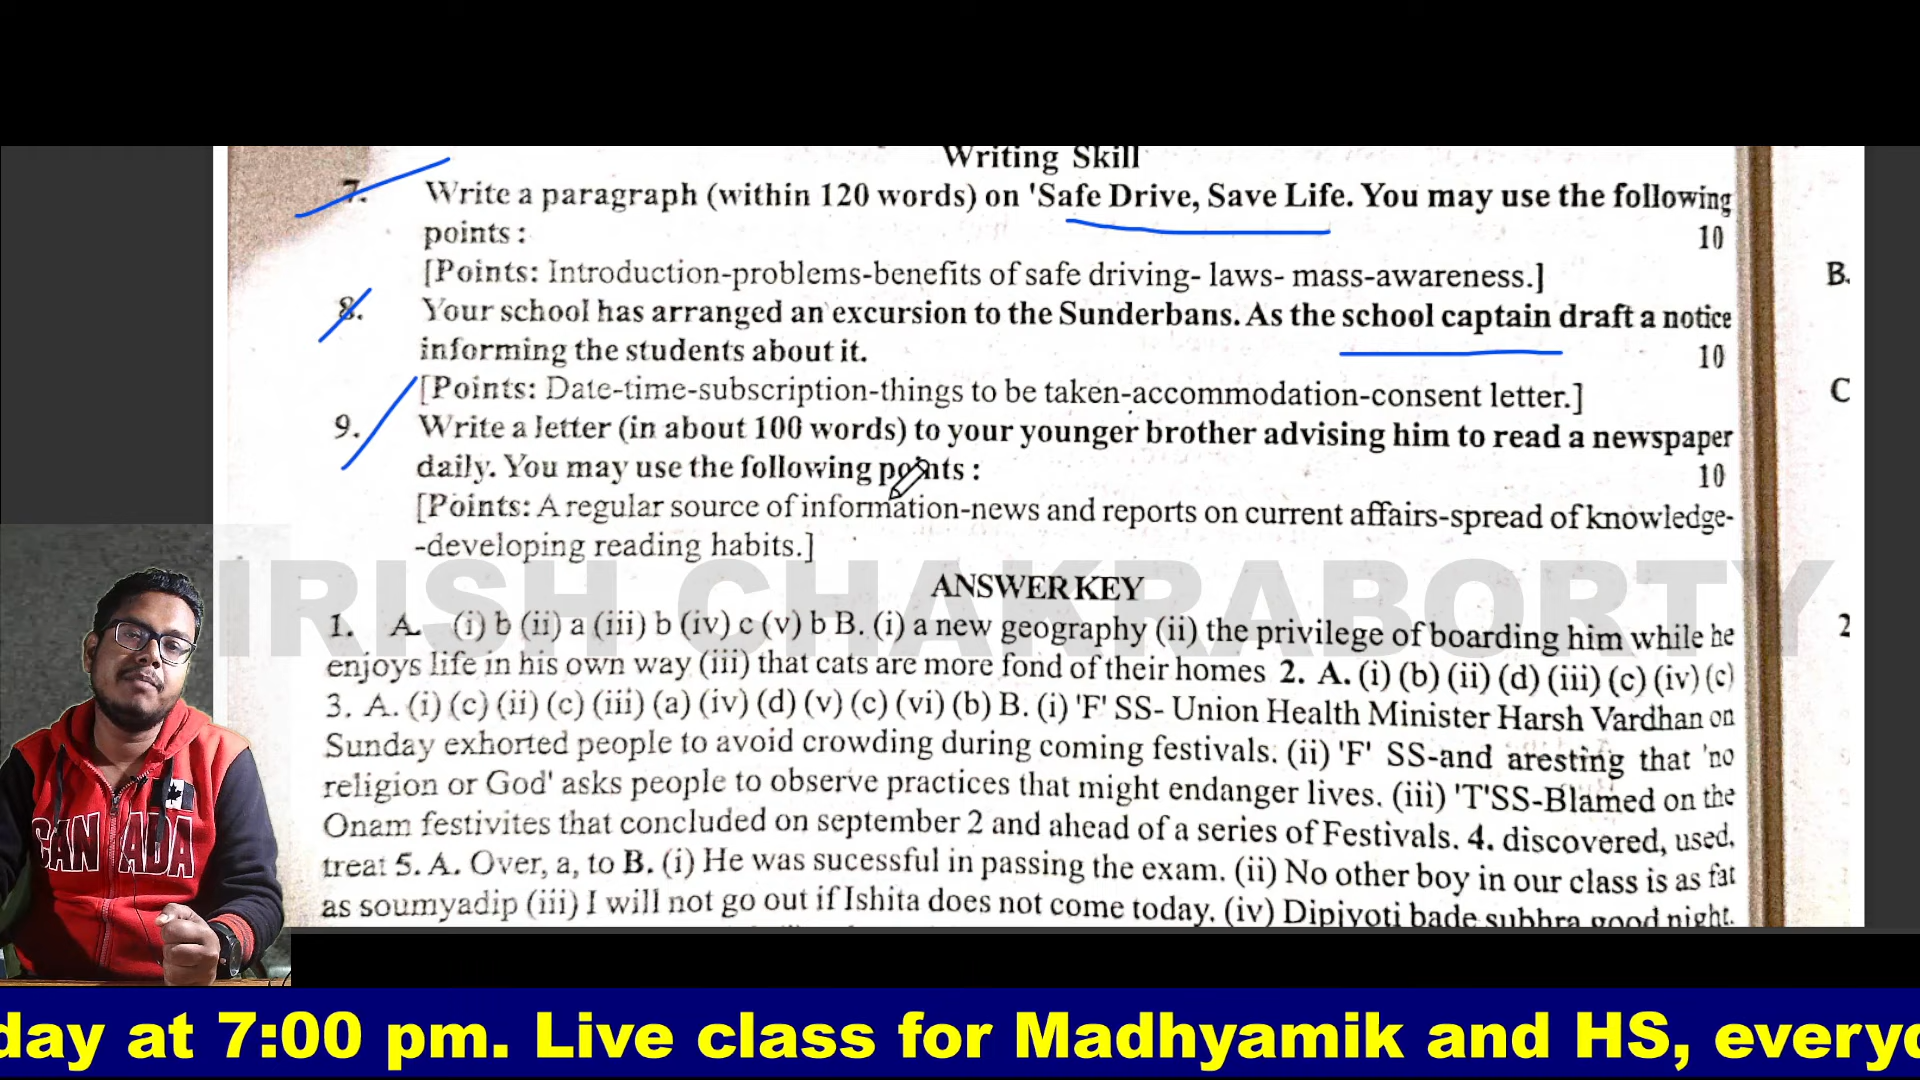 Writing Skill
7. Write a paragraph (within 120 words) on 'Safe Drive, Save Life. You may use the following
points : 10
[Points: Introduction-problems-benefits of safe driving- laws- mass-awareness.]
8. Your school has arranged an excursion to the Sunderbans. As the school captain draft a notice
informing the students about it. 10
[Points: Date-time-subscription-things to be taken-accommodation-consent letter.]
9. Write a letter (in about 100 words) to your younger brother advising him to read a newspaper
daily. You may use the following points : 10
[Points: A regular source of information-news and reports on current affairs-spread of knowledge-
-developing reading habits.]
IRISH CHAKRABORTY
ANSWER KEY
1. A. (i) b (ii) a (iii) b (iv) c (v) b B. (i) a new geography (ii) the privilege of boarding him while he
enjoys life in his own way (iii) that cats are more fond of their homes 2. A. (i) (b) (ii) (d) (iii) (c) (iv) (c)
3. A. (i) (c) (ii) (c) (iii) (a) (iv) (d) (v) (c) (vi) (b) B. (i) 'F' SS- Union Health Minister Harsh Vardhan on
Sunday exhorted people to avoid crowding during coming festivals. (ii) 'F' SS-and aresting that 'no
religion or God' asks people to observe practices that might endanger lives. (iii) 'T'SS-Blamed on the
Onam festivites that concluded on september 2 and ahead of a series of Festivals. 4. discovered, used,
treat 5. A. Over, a, to B. (i) He was sucessful in passing the exam. (ii) No other boy in our class is as fat
as soumyadip (iii) I will not go out if Ishita does not come today. (iv) Dipjyoti bade subhra good night.
B.
C
2
CANADA
day at 7:00 pm. Live class for Madhyamik and HS, everyd